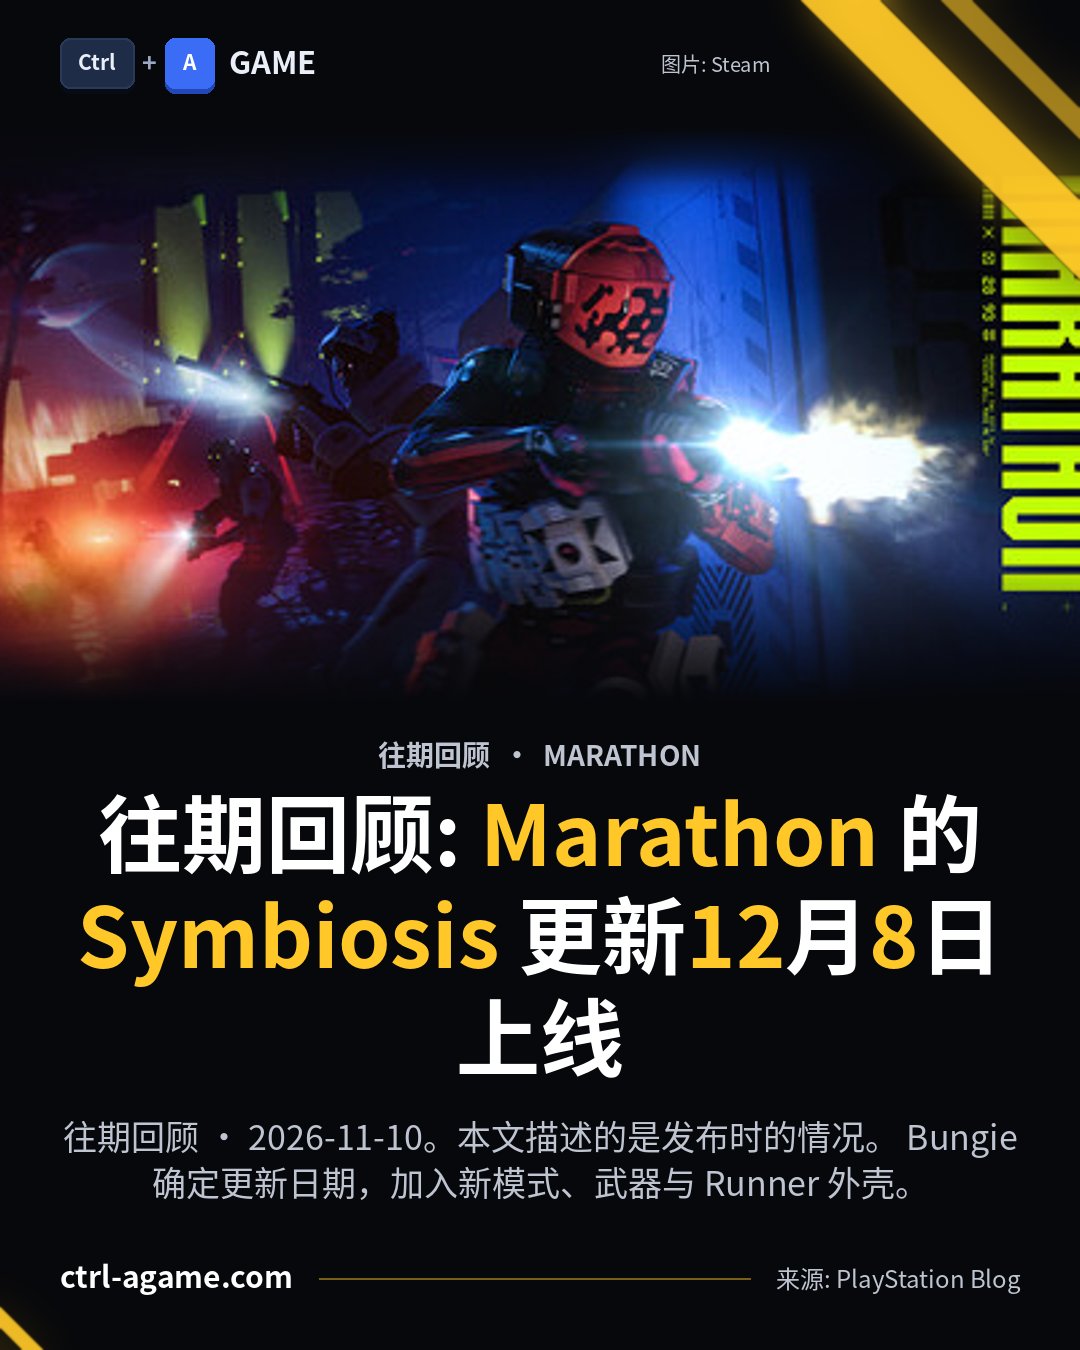 Ctrl + A GAME
图片: Steam
MARATHON
往期回顾 • MARATHON
往期回顾: Marathon 的
Symbiosis 更新12月8日
上线
往期回顾 • 2026-11-10。本文描述的是发布时的情况。 Bungie
确定更新日期，加入新模式、武器与 Runner 外壳。
ctrl-agame.com
来源: PlayStation Blog